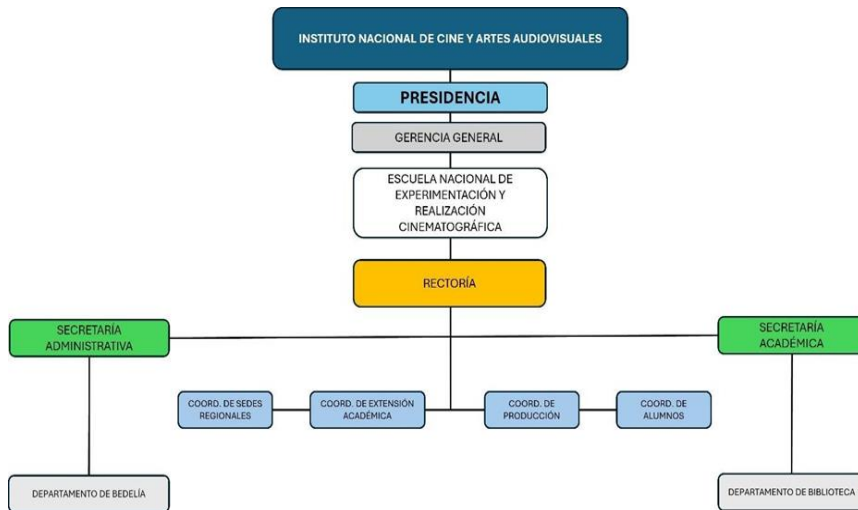 INSTITUTO NACIONAL DE CINE Y ARTES AUDIOVISUALES
PRESIDENCIA
GERENCIA GENERAL
ESCUELA NACIONAL DE
EXPERIMENTACIÓN Y
REALIZACIÓN
CINEMATOGRÁFICA
RECTORÍA
SECRETARÍA
ADMINISTRATIVA
SECRETARÍA
ACADÉMICA
COORD. DE SEDES
REGIONALES
COORD. DE EXTENSIÓN
ACADÉMICA
COORD. DE
PRODUCCIÓN
COORD. DE
ALUMNOS
DEPARTAMENTO DE BEDELÍA
DEPARTAMENTO DE BIBLIOTECA